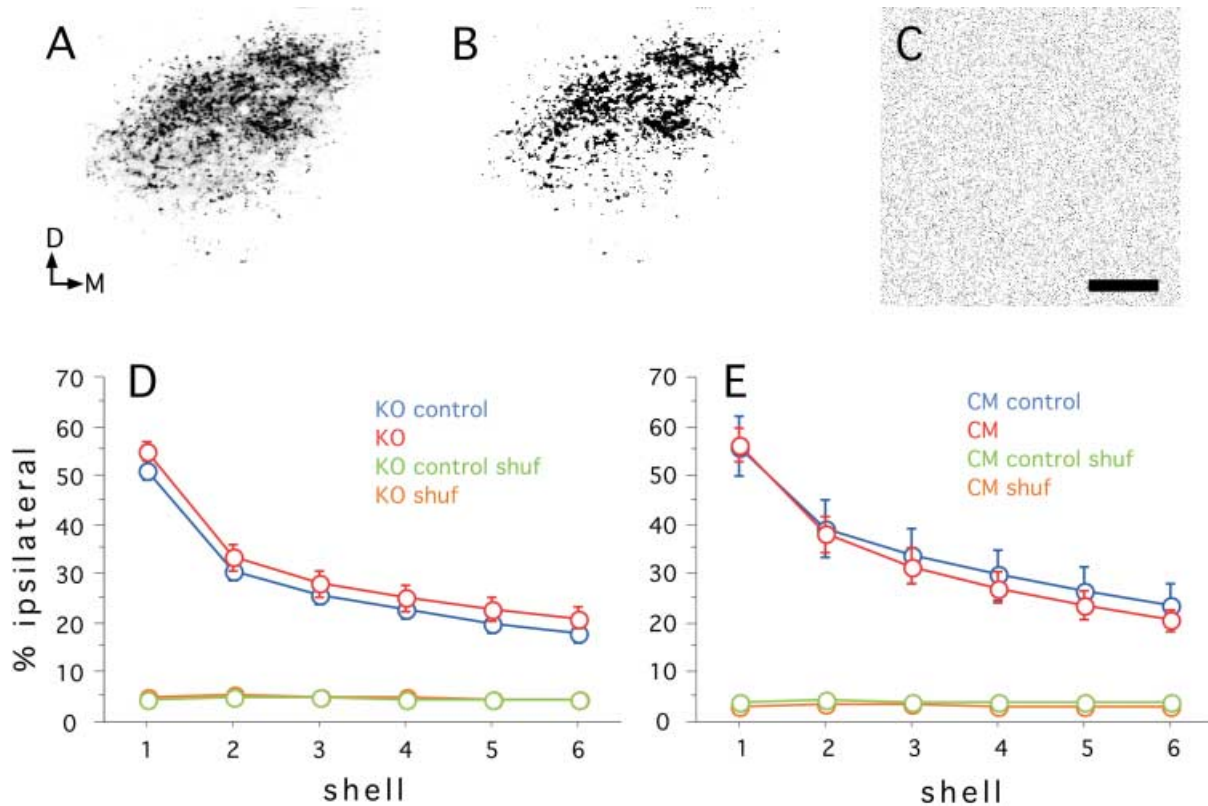 A
B
C
D
M
D
70
60
50
40
30
20
10
0
% ipsilateral
KO control
KO
KO control shuf
KO shuf
1 2 3 4 5 6
shell
E
70
60
50
40
30
20
10
0
CM control
CM
CM control shuf
CM shuf
1 2 3 4 5 6
shell